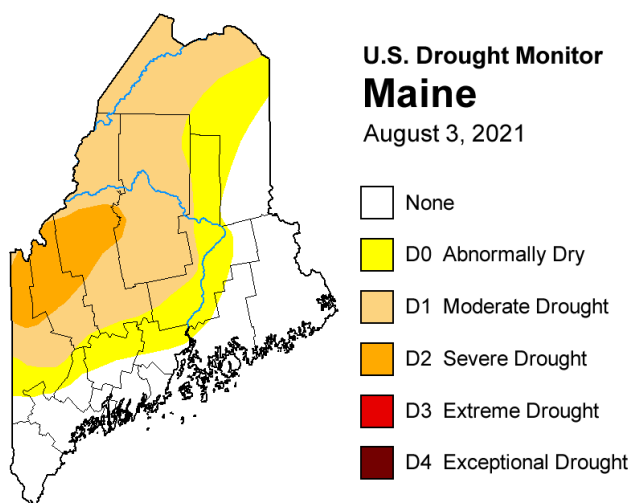 U.S. Drought Monitor
Maine
August 3, 2021
None
D0 Abnormally Dry
D1 Moderate Drought
D2 Severe Drought
D3 Extreme Drought
D4 Exceptional Drought